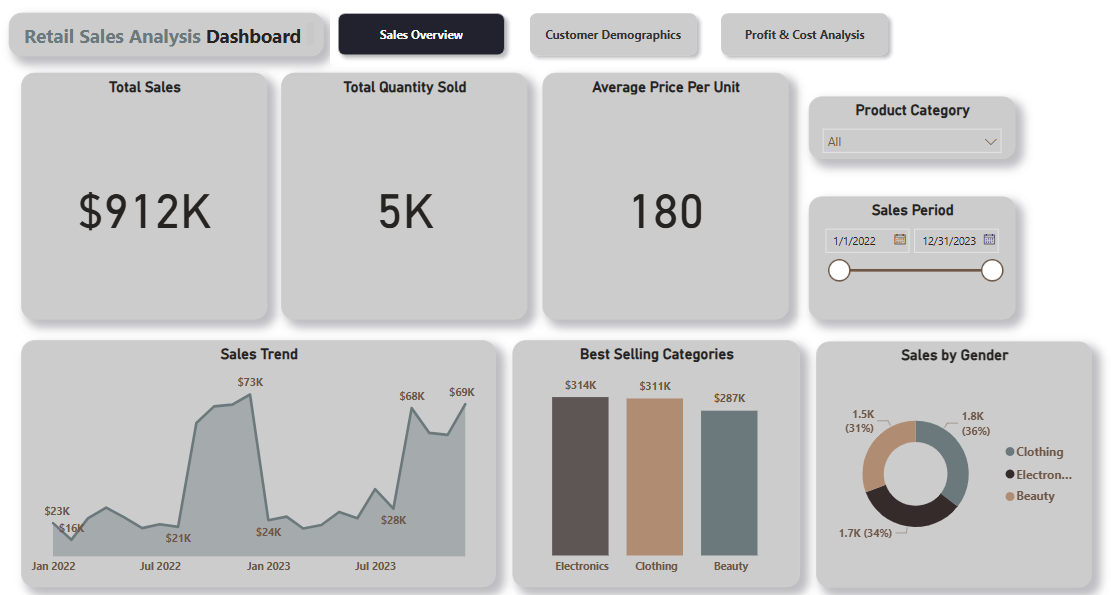 Retail Sales Analysis Dashboard
Sales Overview
Customer Demographics
Profit & Cost Analysis
Total Sales
$912K
Total Quantity Sold
5K
Average Price Per Unit
180
Product Category
All
Sales Period
1/1/2022
12/31/2023
Sales Trend
$73K
$68K
$69K
$23K
$16K
$21K
$24K
$28K
Jan 2022
Jul 2022
Jan 2023
Jul 2023
Best Selling Categories
$314K
$311K
$287K
Electronics
Clothing
Beauty
Sales by Gender
1.5K
(31%)
1.8K
(36%)
1.7K (34%)
Clothing
Electron...
Beauty